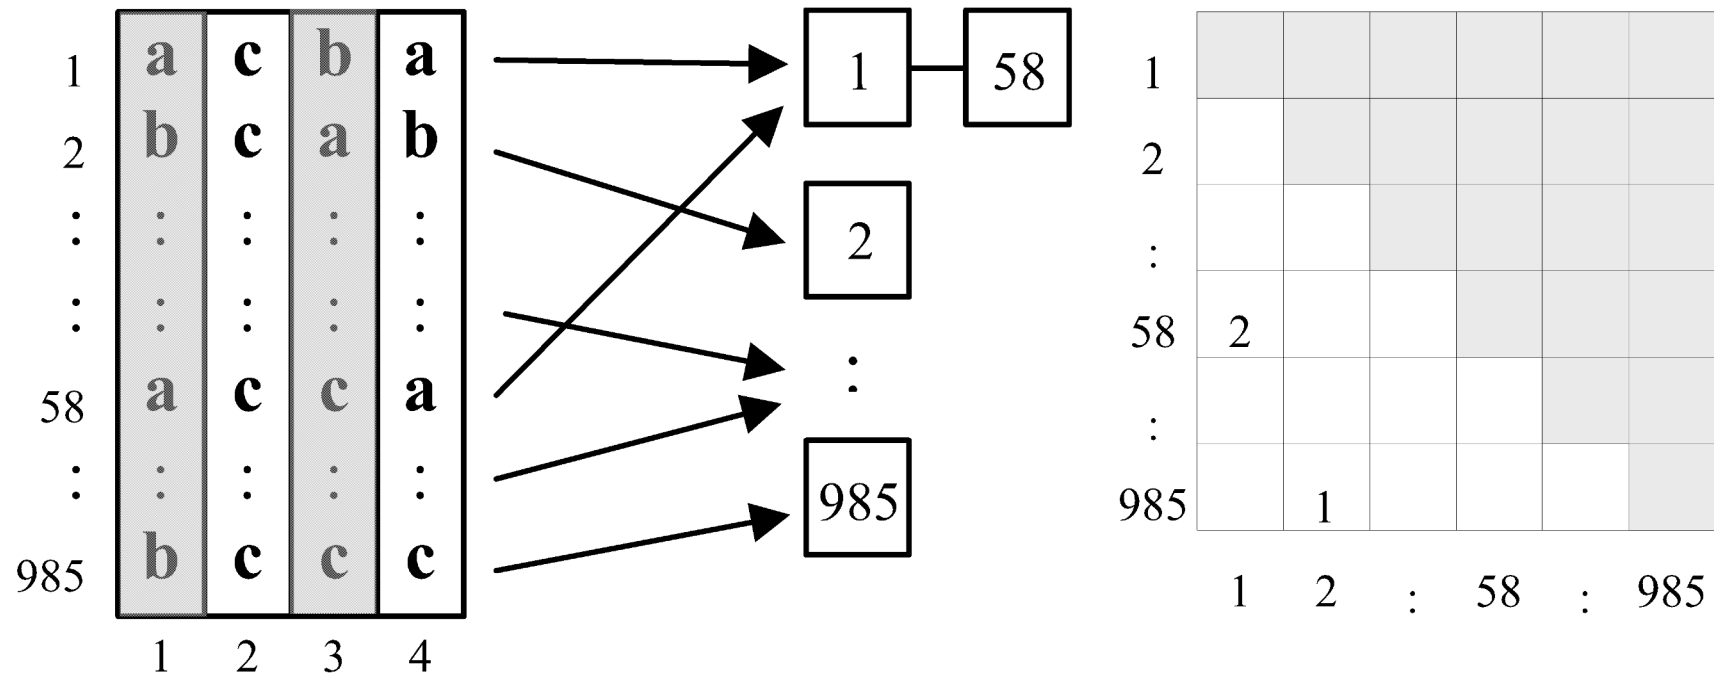 1 a c b a
2 b c a b
: : : : :
: : : : :
58 a c c a
: : : : :
985 b c c c
1 2 3 4
1 58
2
:
985
1
2
:
58 2
:
985 1
1 2 : 58 : 985